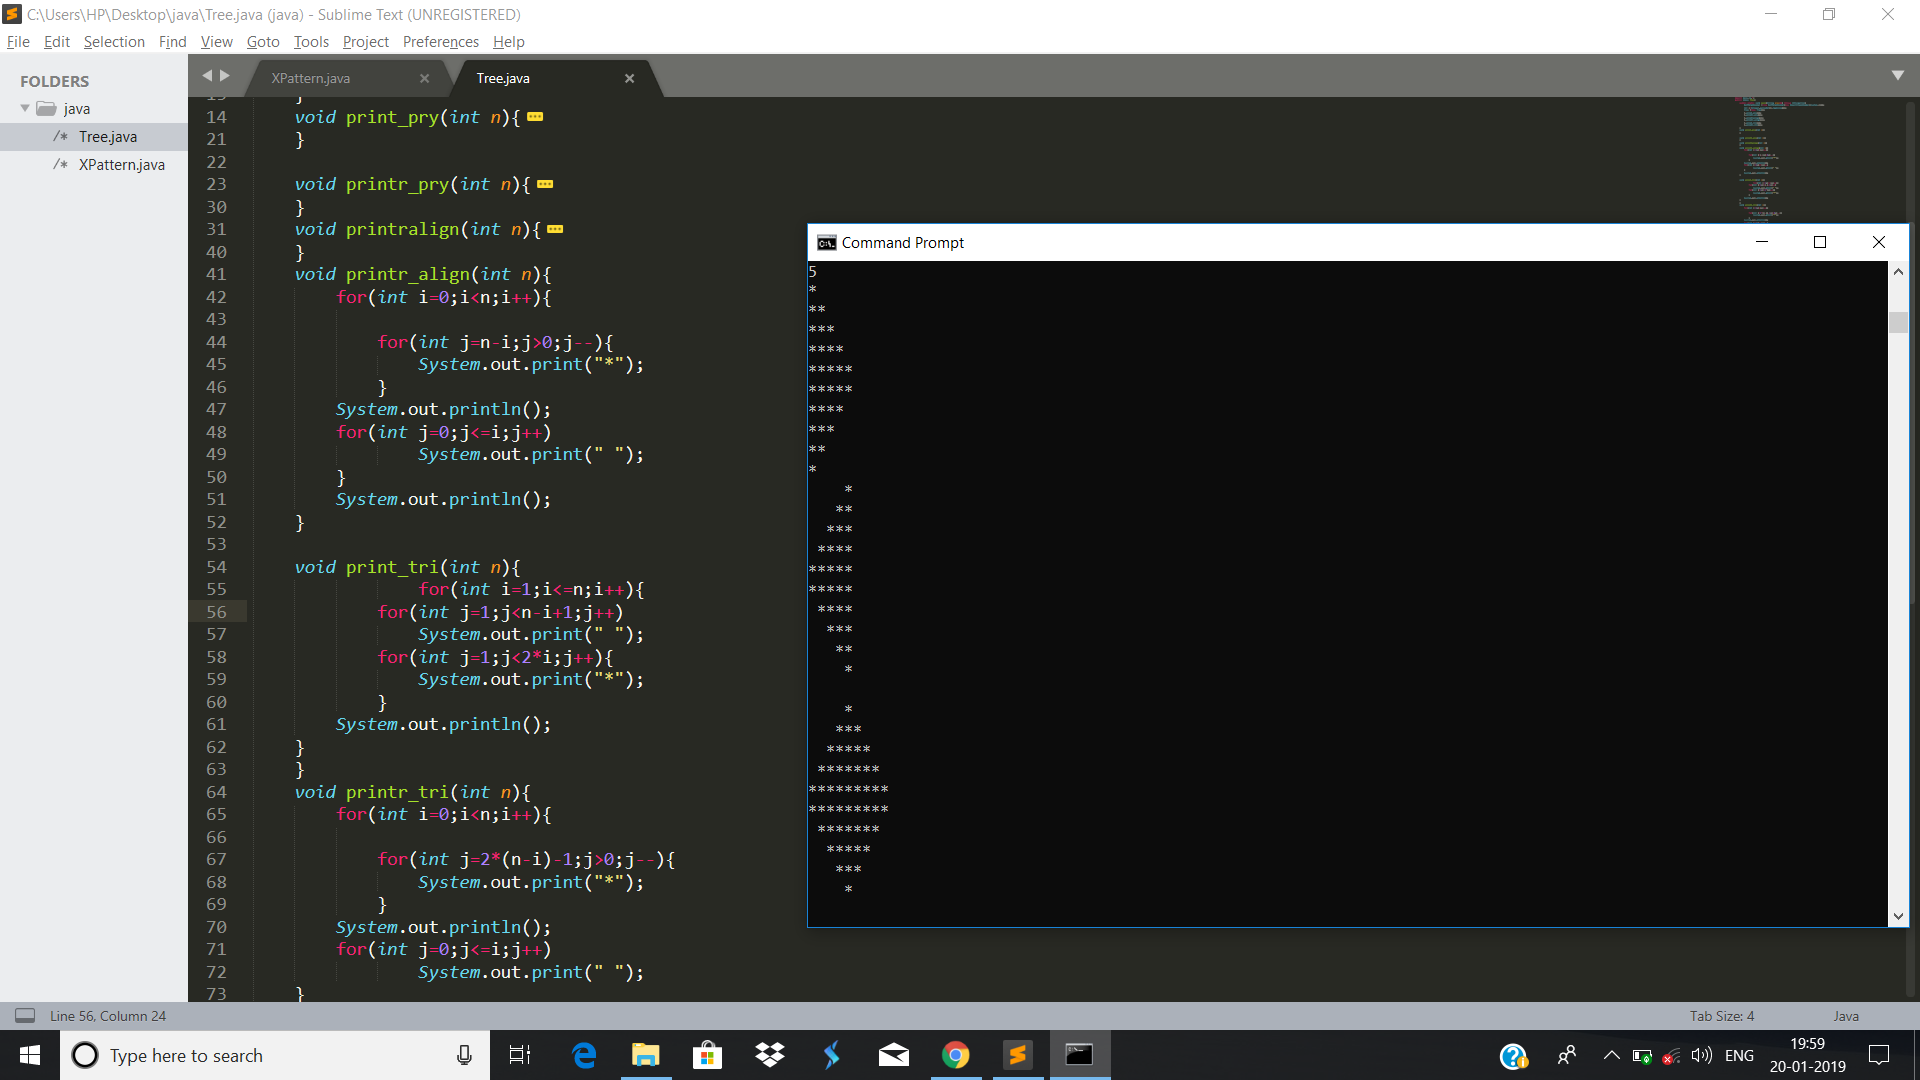 C:\Users\HP\Desktop\java\Tree.java (java) - Sublime Text (UNREGISTERED)
File Edit Selection Find View Goto Tools Project Preferences Help
FOLDERS
java
/* Tree.java
/* XPattern.java
XPattern.java × Tree.java ×
14 void print_pry(int n){
21 }
22
23 void printr_pry(int n){
30 }
31 void printralign(int n){
40 }
41 void printr_align(int n){
42 for(int i=0;i<n;i++){
43
44 for(int j=n-i;j>0;j--){
45 System.out.print("*");
46 }
47 System.out.println();
48 for(int j=0;j<=i;j++)
49 System.out.print(" ");
50 }
51 System.out.println();
52 }
53
54 void print_tri(int n){
55 for(int i=1;i<=n;i++){
56 for(int j=1;j<n-i+1;j++)
57 System.out.print(" ");
58 for(int j=1;j<2*i;j++){
59 System.out.print("*");
60 }
61 System.out.println();
62 }
63 }
64 void printr_tri(int n){
65 for(int i=0;i<n;i++){
66
67 for(int j=2*(n-i)-1;j>0;j--){
68 System.out.print("*");
69 }
70 System.out.println();
71 for(int j=0;j<=i;j++)
72 System.out.print(" ");
73 }
Command Prompt
5
*
**
***
****
*****
*****
****
***
**
*
    *
   **
  ***
 ****
*****
*****
 ****
  ***
   **
    *

    *
   ***
  *****
 *******
*********
*********
 *******
  *****
   ***
    *
Line 56, Column 24
Tab Size: 4
Java
Type here to search
ENG
19:59
20-01-2019